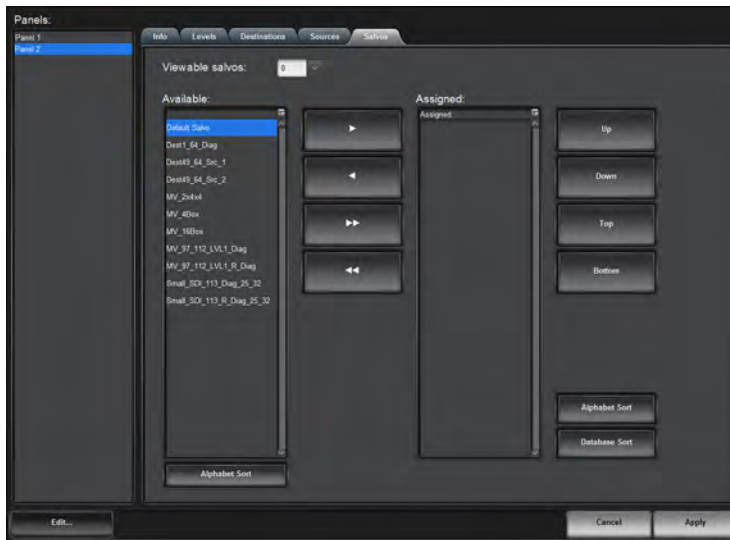 Panels:
Panel 1
Panel 2
Info
Levels
Destinations
Sources
Salvos
Viewable salvos:
0
Available:
Default Salvo
Dest1_64_Diag
Dest49_64_Src_1
Dest49_64_Src_2
MV_2x4x4
MV_4Box
MV_16Box
MV_97_112_LVL1_Diag
MV_97_112_LVL1_R_Diag
Small_SDI_113_Diag_25_32
Small_SDI_113_R_Diag_25_32
Alphabet Sort
Assigned:
Assigned
Up
Down
Top
Bottom
Alphabet Sort
Database Sort
Edit...
Cancel
Apply